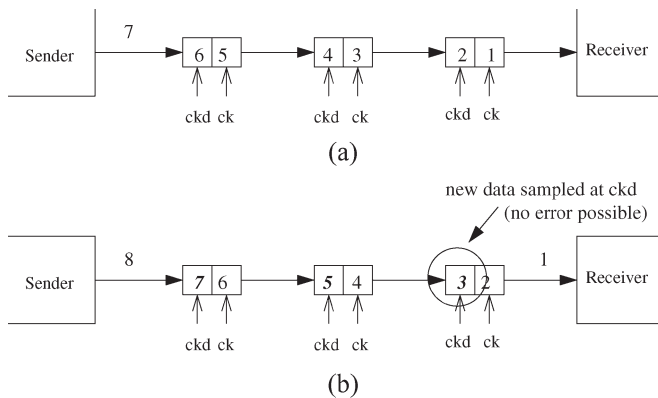 7
Sender
6 5
4 3
2 1
Receiver
ckd ck
ckd ck
ckd ck
(a)
new data sampled at ckd
(no error possible)
8
1
Sender
7 6
5 4
3 2
Receiver
ckd ck
ckd ck
ckd ck
(b)